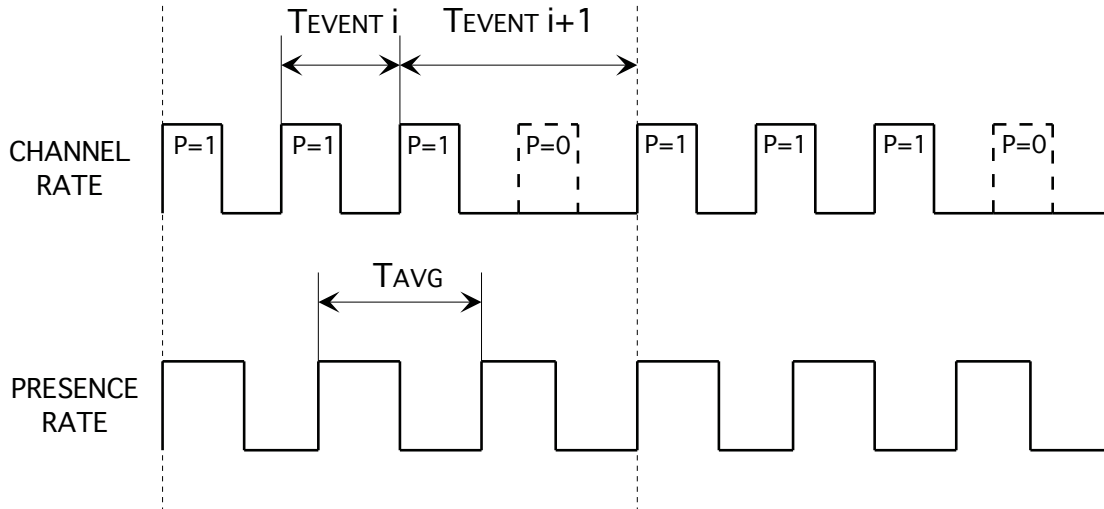 TEVENT i
TEVENT i+1
CHANNEL
RATE
P=1
P=1
P=1
P=0
P=1
P=1
P=1
P=0
TAVG
PRESENCE
RATE